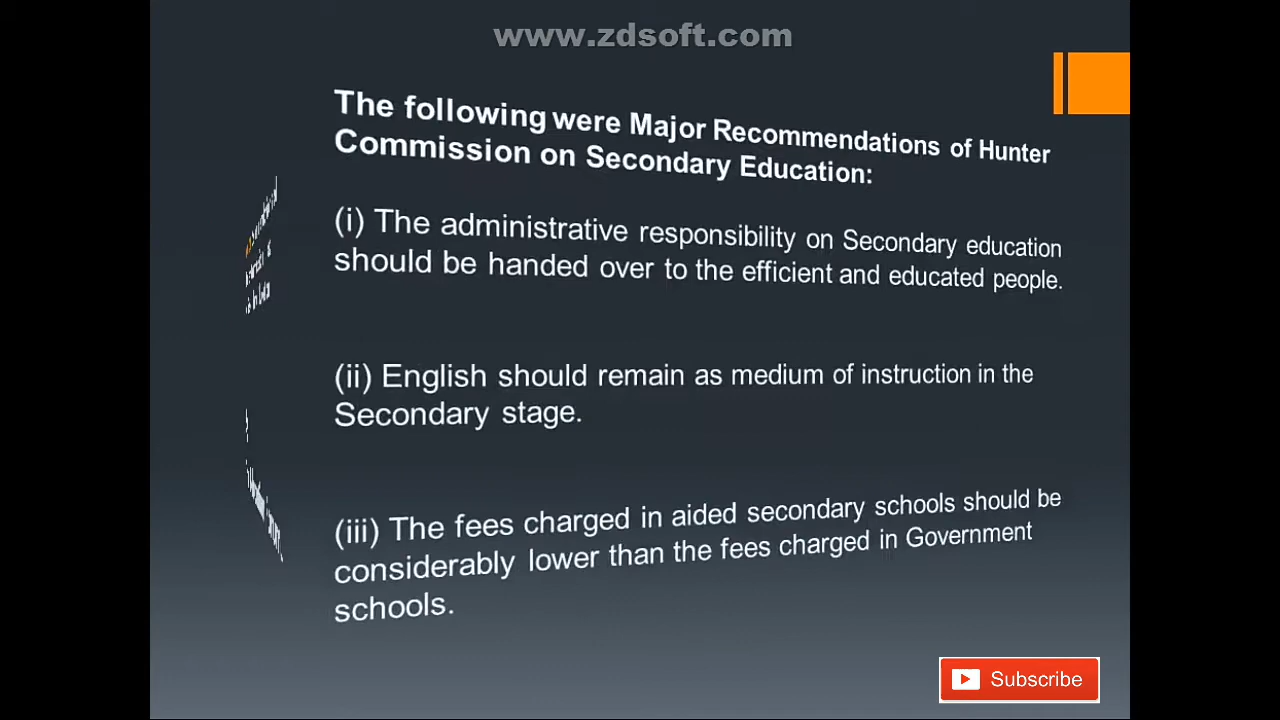 www.zdsoft.com
The following were Major Recommendations of Hunter
Commission on Secondary Education:
(i) The administrative responsibility on Secondary education
should be handed over to the efficient and educated people.
(ii) English should remain as medium of instruction in the
Secondary stage.
(iii) The fees charged in aided secondary schools should be
considerably lower than the fees charged in Government
schools.
Subscribe